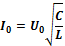 I₀ = U₀√(C/L)